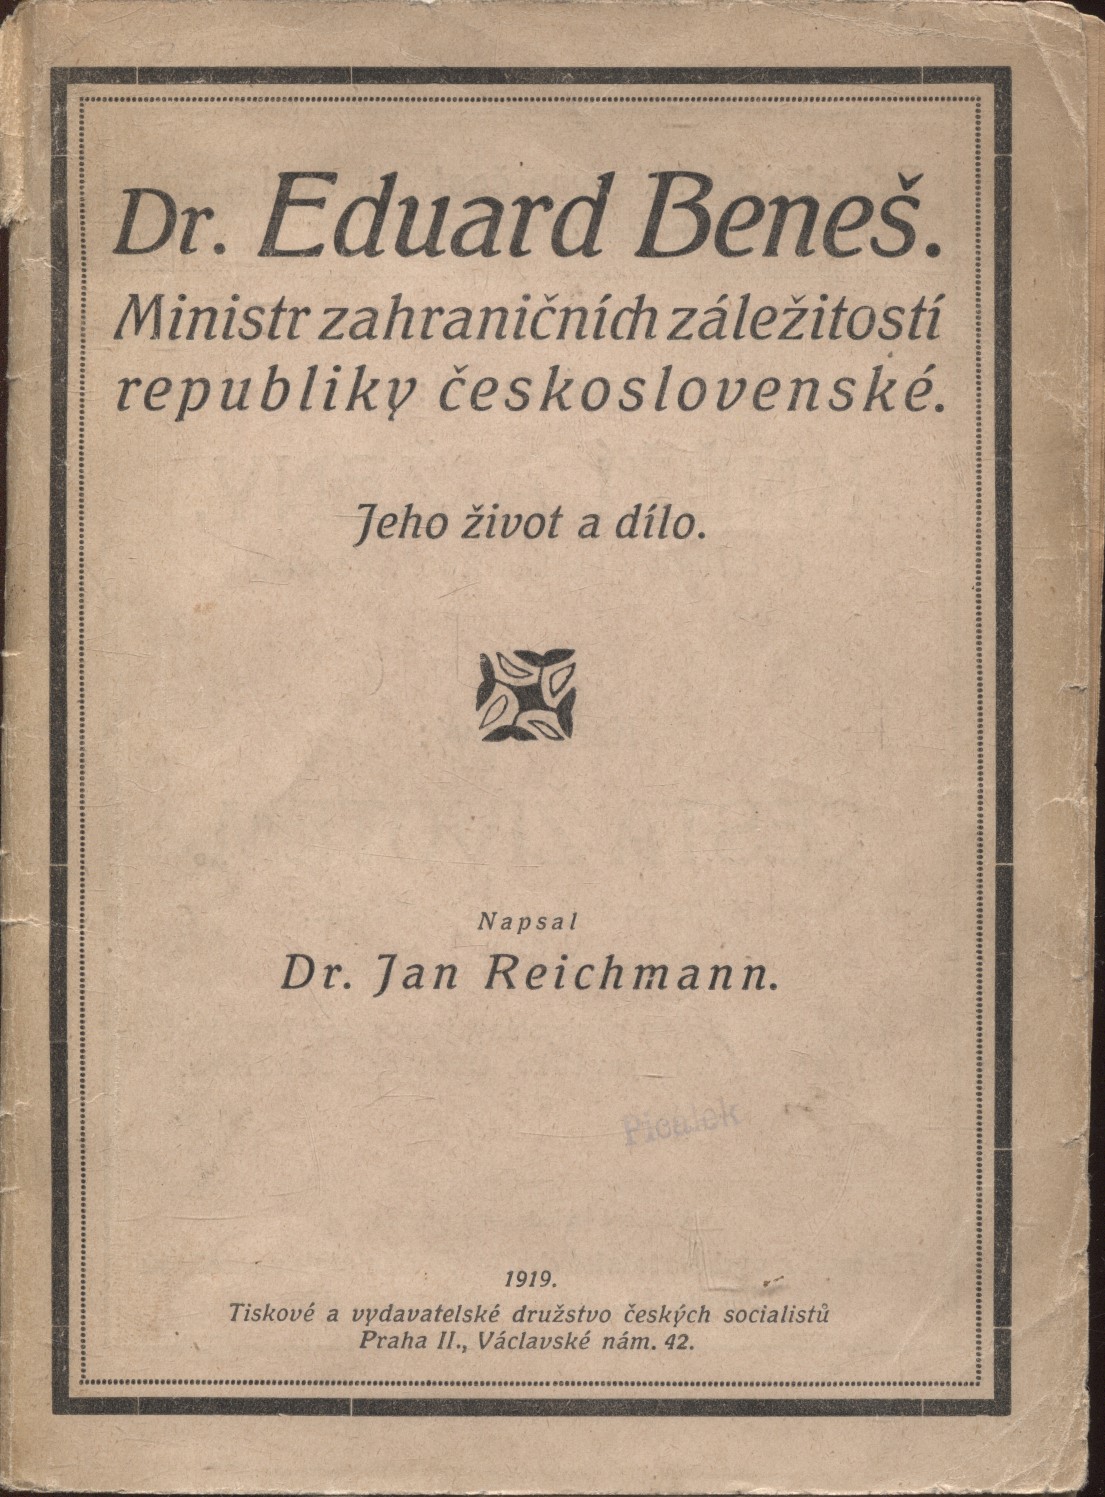 Dr. Eduard Beneš.
Ministr zahraničních záležitostí
republiky československé.
Jeho život a dílo.
Napsal
Dr. Jan Reichmann.
1919.
Tiskové a vydavatelské družstvo českých socialistů
Praha II., Václavské nám. 42.